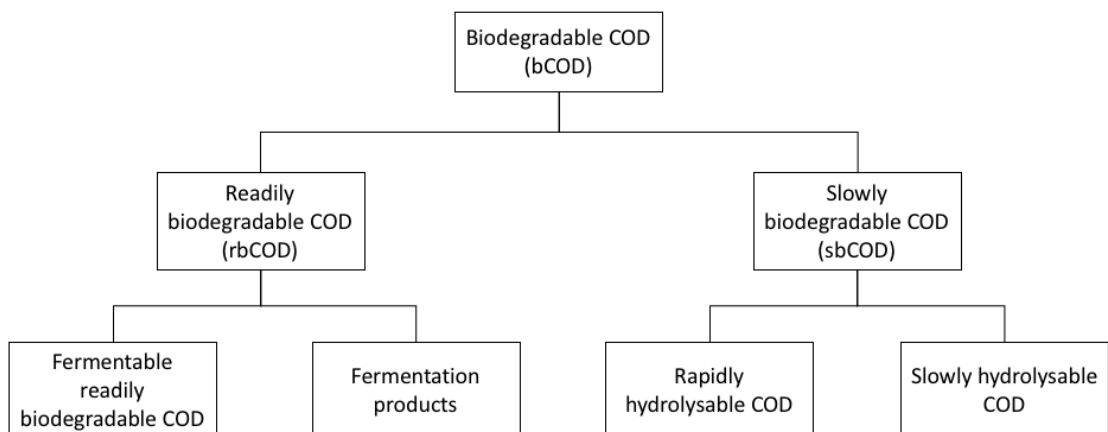 Biodegradable COD
(bCOD)
Readily
biodegradable COD
(rbCOD)
Slowly
biodegradable COD
(sbCOD)
Fermentable
readily
biodegradable COD
Fermentation
products
Rapidly
hydrolysable COD
Slowly hydrolysable
COD